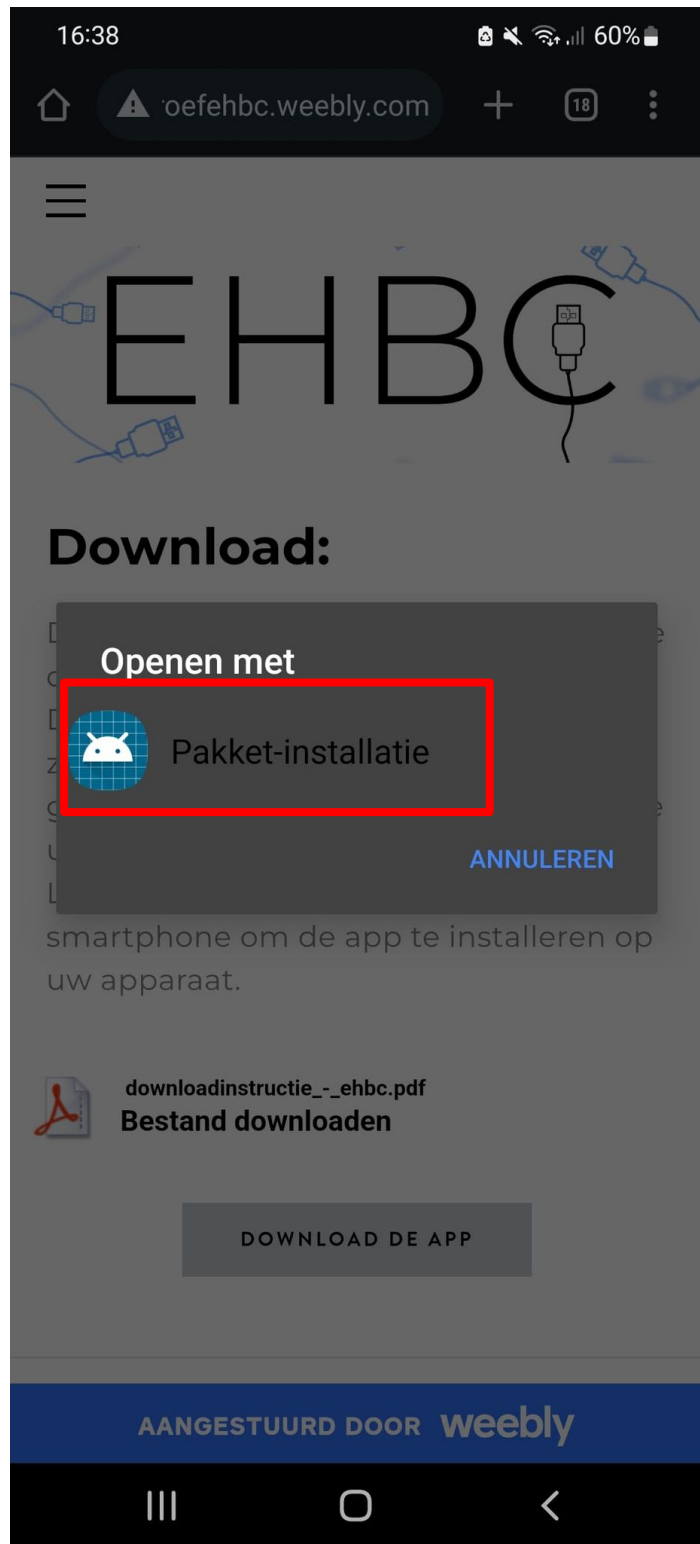 16:38
60%
roefehbc.weebly.com
18
EHBC
Download:
Openen met
Pakket-installatie
ANNULEREN
smartphone om de app te installeren op
uw apparaat.
downloadinstructie_-_ehbc.pdf
Bestand downloaden
DOWNLOAD DE APP
AANGESTUURD DOOR weebly